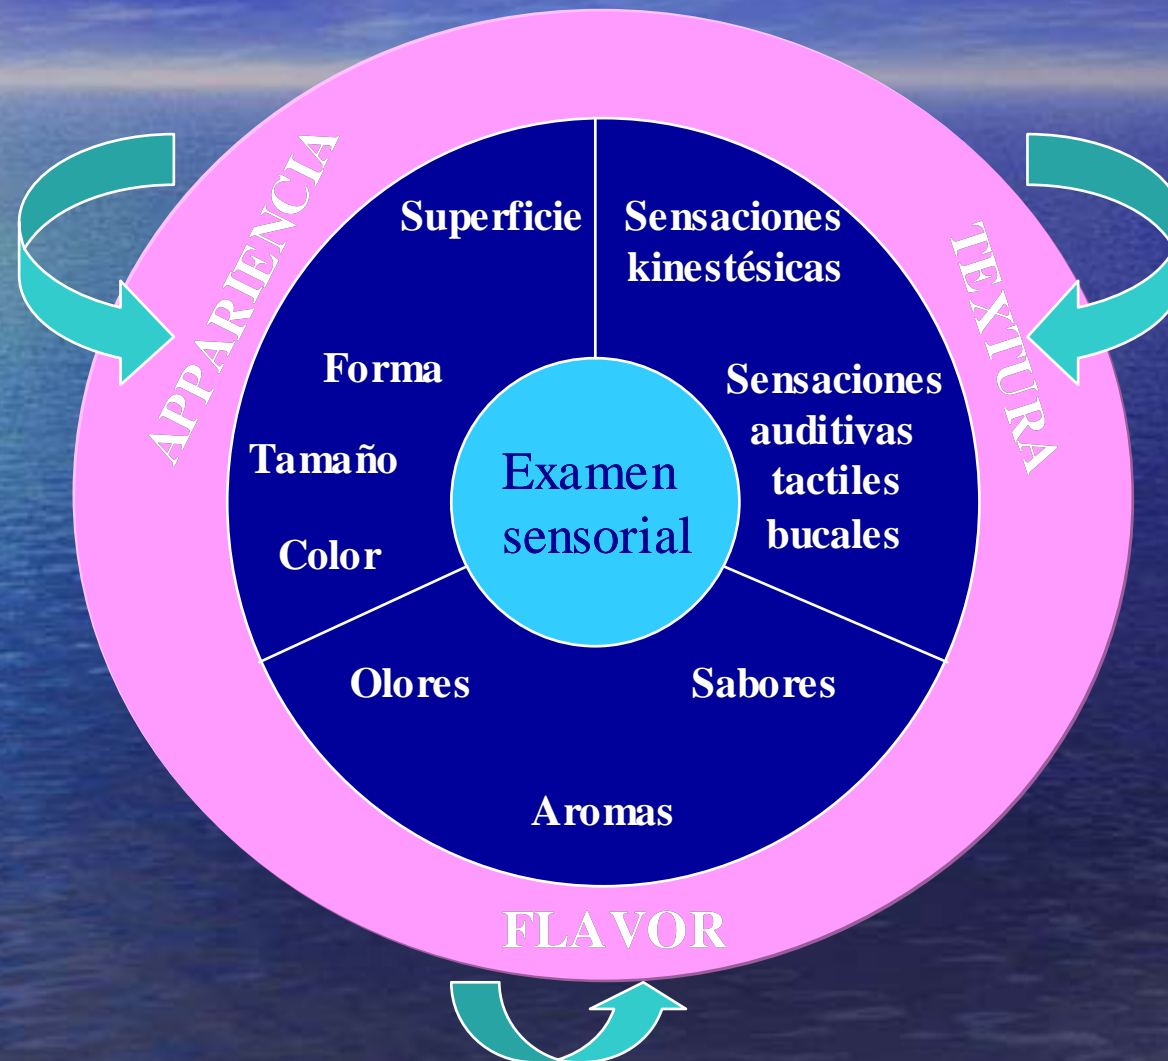 APPARIENCIA
TEXTURA
Superficie
Sensaciones
kinestésicas
Forma
Tamaño
Color
Sensaciones
auditivas
tactiles
bucales
Examen
sensorial
Olores
Sabores
Aromas
FLAVOR